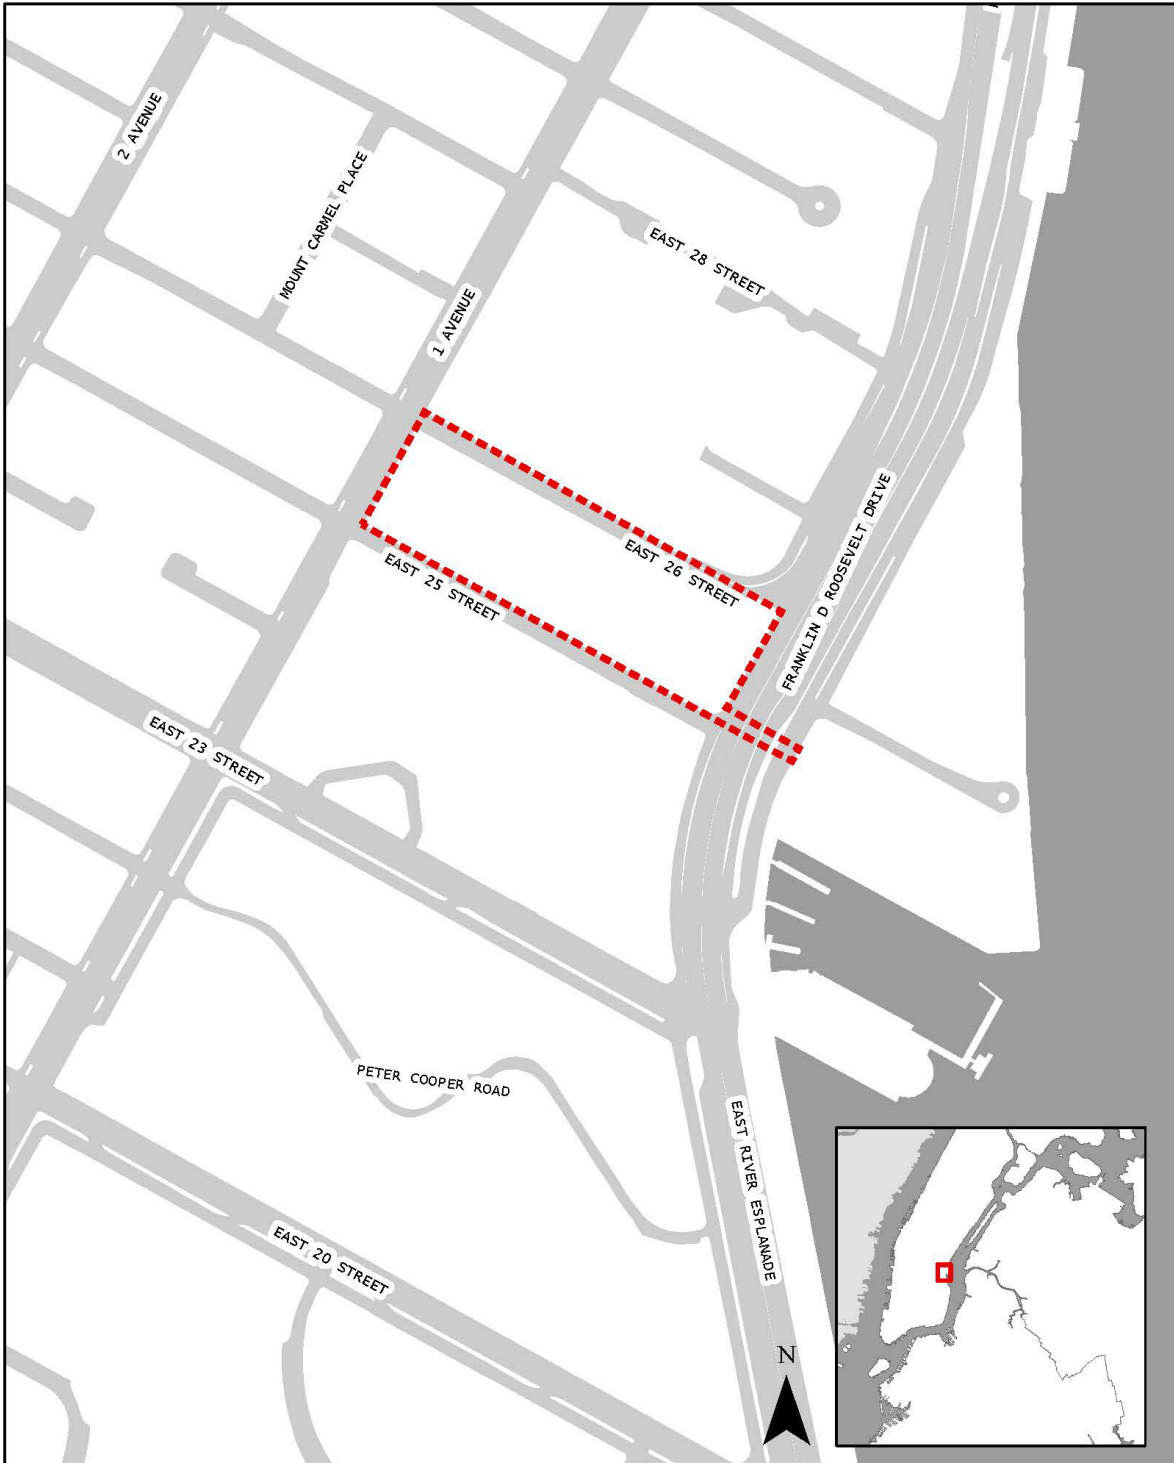 2 AVENUE
MOUNT CARMEL PLACE
EAST 28 STREET
1 AVENUE
FRANKLIN D ROOSEVELT DRIVE
EAST 26 STREET
EAST 25 STREET
EAST 23 STREET
PETER COOPER ROAD
EAST RIVER ESPLANADE
EAST 20 STREET
N